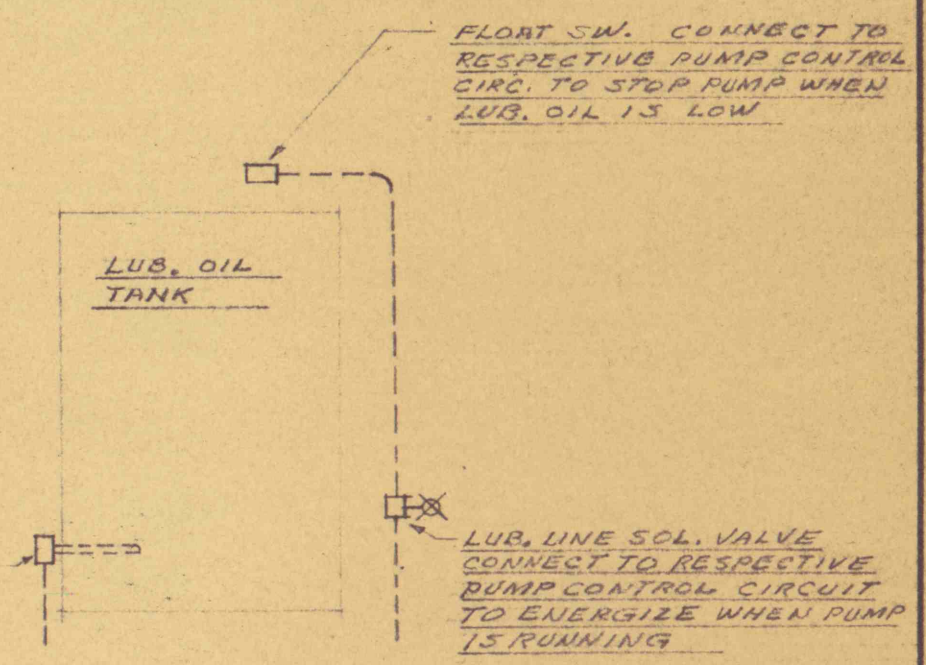 FLOAT SW. CONNECT TO
RESPECTIVE PUMP CONTROL
CIRC. TO STOP PUMP WHEN
LUB. OIL IS LOW
LUB. OIL
TANK
LUB. LINE SOL. VALVE
CONNECT TO RESPECTIVE
PUMP CONTROL CIRCUIT
TO ENERGIZE WHEN PUMP
IS RUNNING